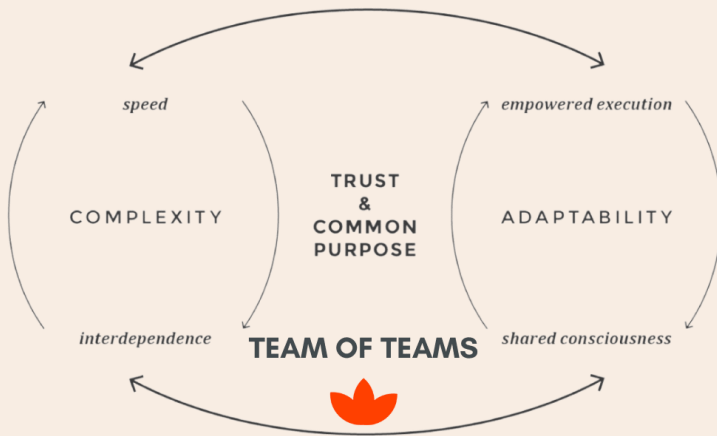 speed
empowered execution
TRUST
&
COMMON
PURPOSE
COMPLEXITY
ADAPTABILITY
interdependence
TEAM OF TEAMS
shared consciousness